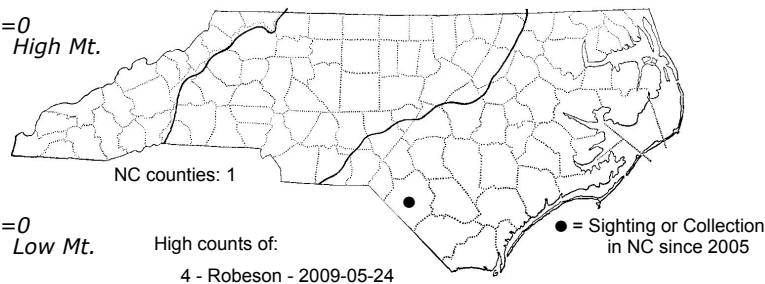 =0
High Mt.
NC counties: 1
=0
Low Mt.
High counts of:
4 - Robeson - 2009-05-24
● = Sighting or Collection
in NC since 2005